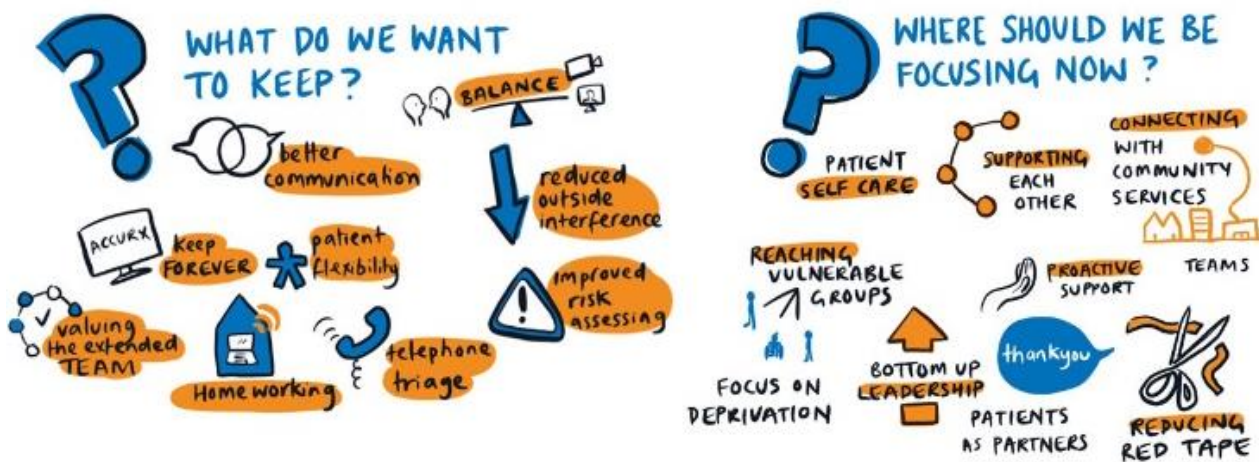 WHAT DO WE WANT
TO KEEP?
BALANCE
better
communication
reduced
outside
interference
ACCURX
keep
FOREVER
patient
flexibility
improved
risk
assessing
valuing
the extended
TEAM
Home working
telephone
triage
WHERE SHOULD WE BE
FOCUSING NOW?
PATIENT
SELF CARE
SUPPORTING
EACH
OTHER
CONNECTING
WITH
COMMUNITY
SERVICES
TEAMS
REACHING
VULNERABLE
GROUPS
PROACTIVE
SUPPORT
FOCUS ON
DEPRIVATION
BOTTOM UP
LEADERSHIP
thankyou
PATIENTS
AS PARTNERS
REDUCING
RED TAPE